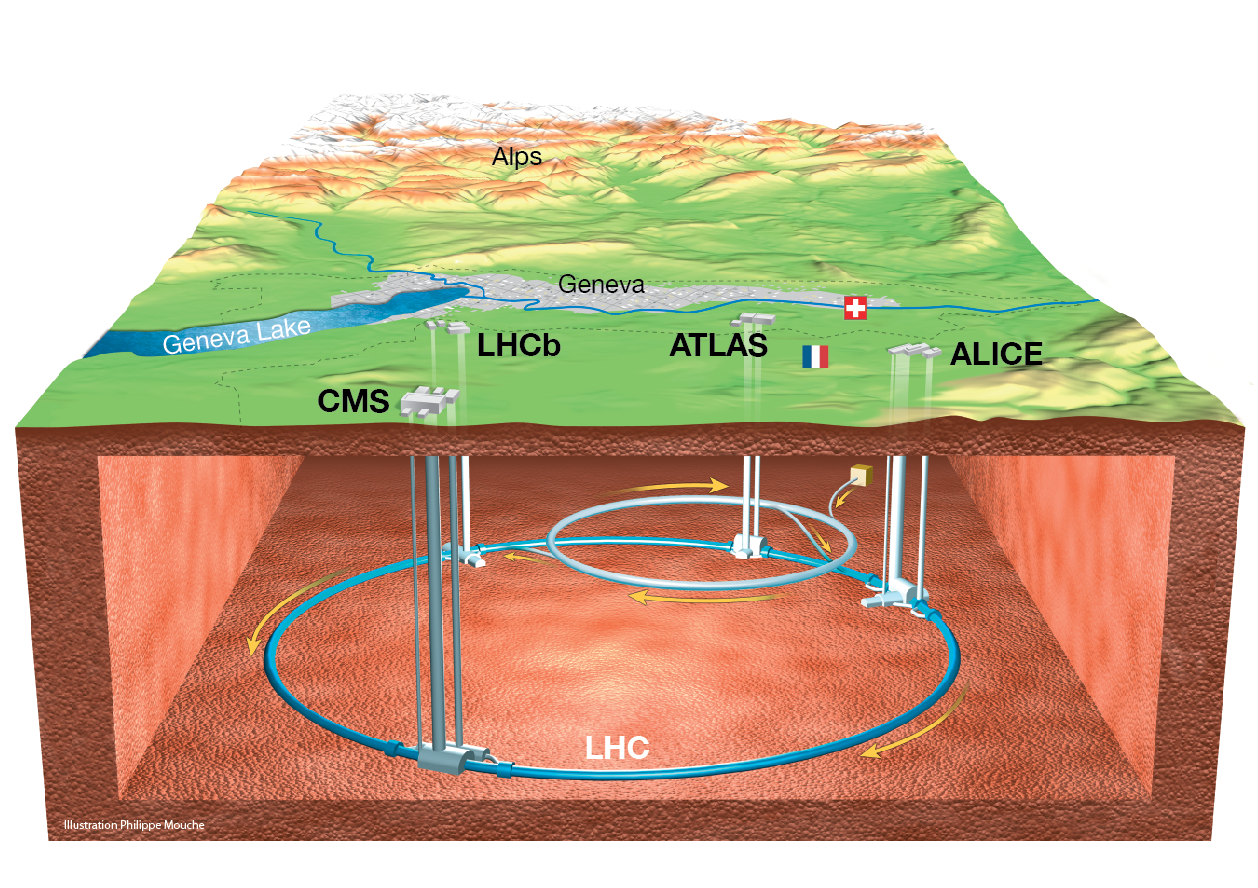 Alps
Geneva
Geneva Lake
LHCb
ATLAS
ALICE
CMS
LHC
Illustration Philippe Mouche